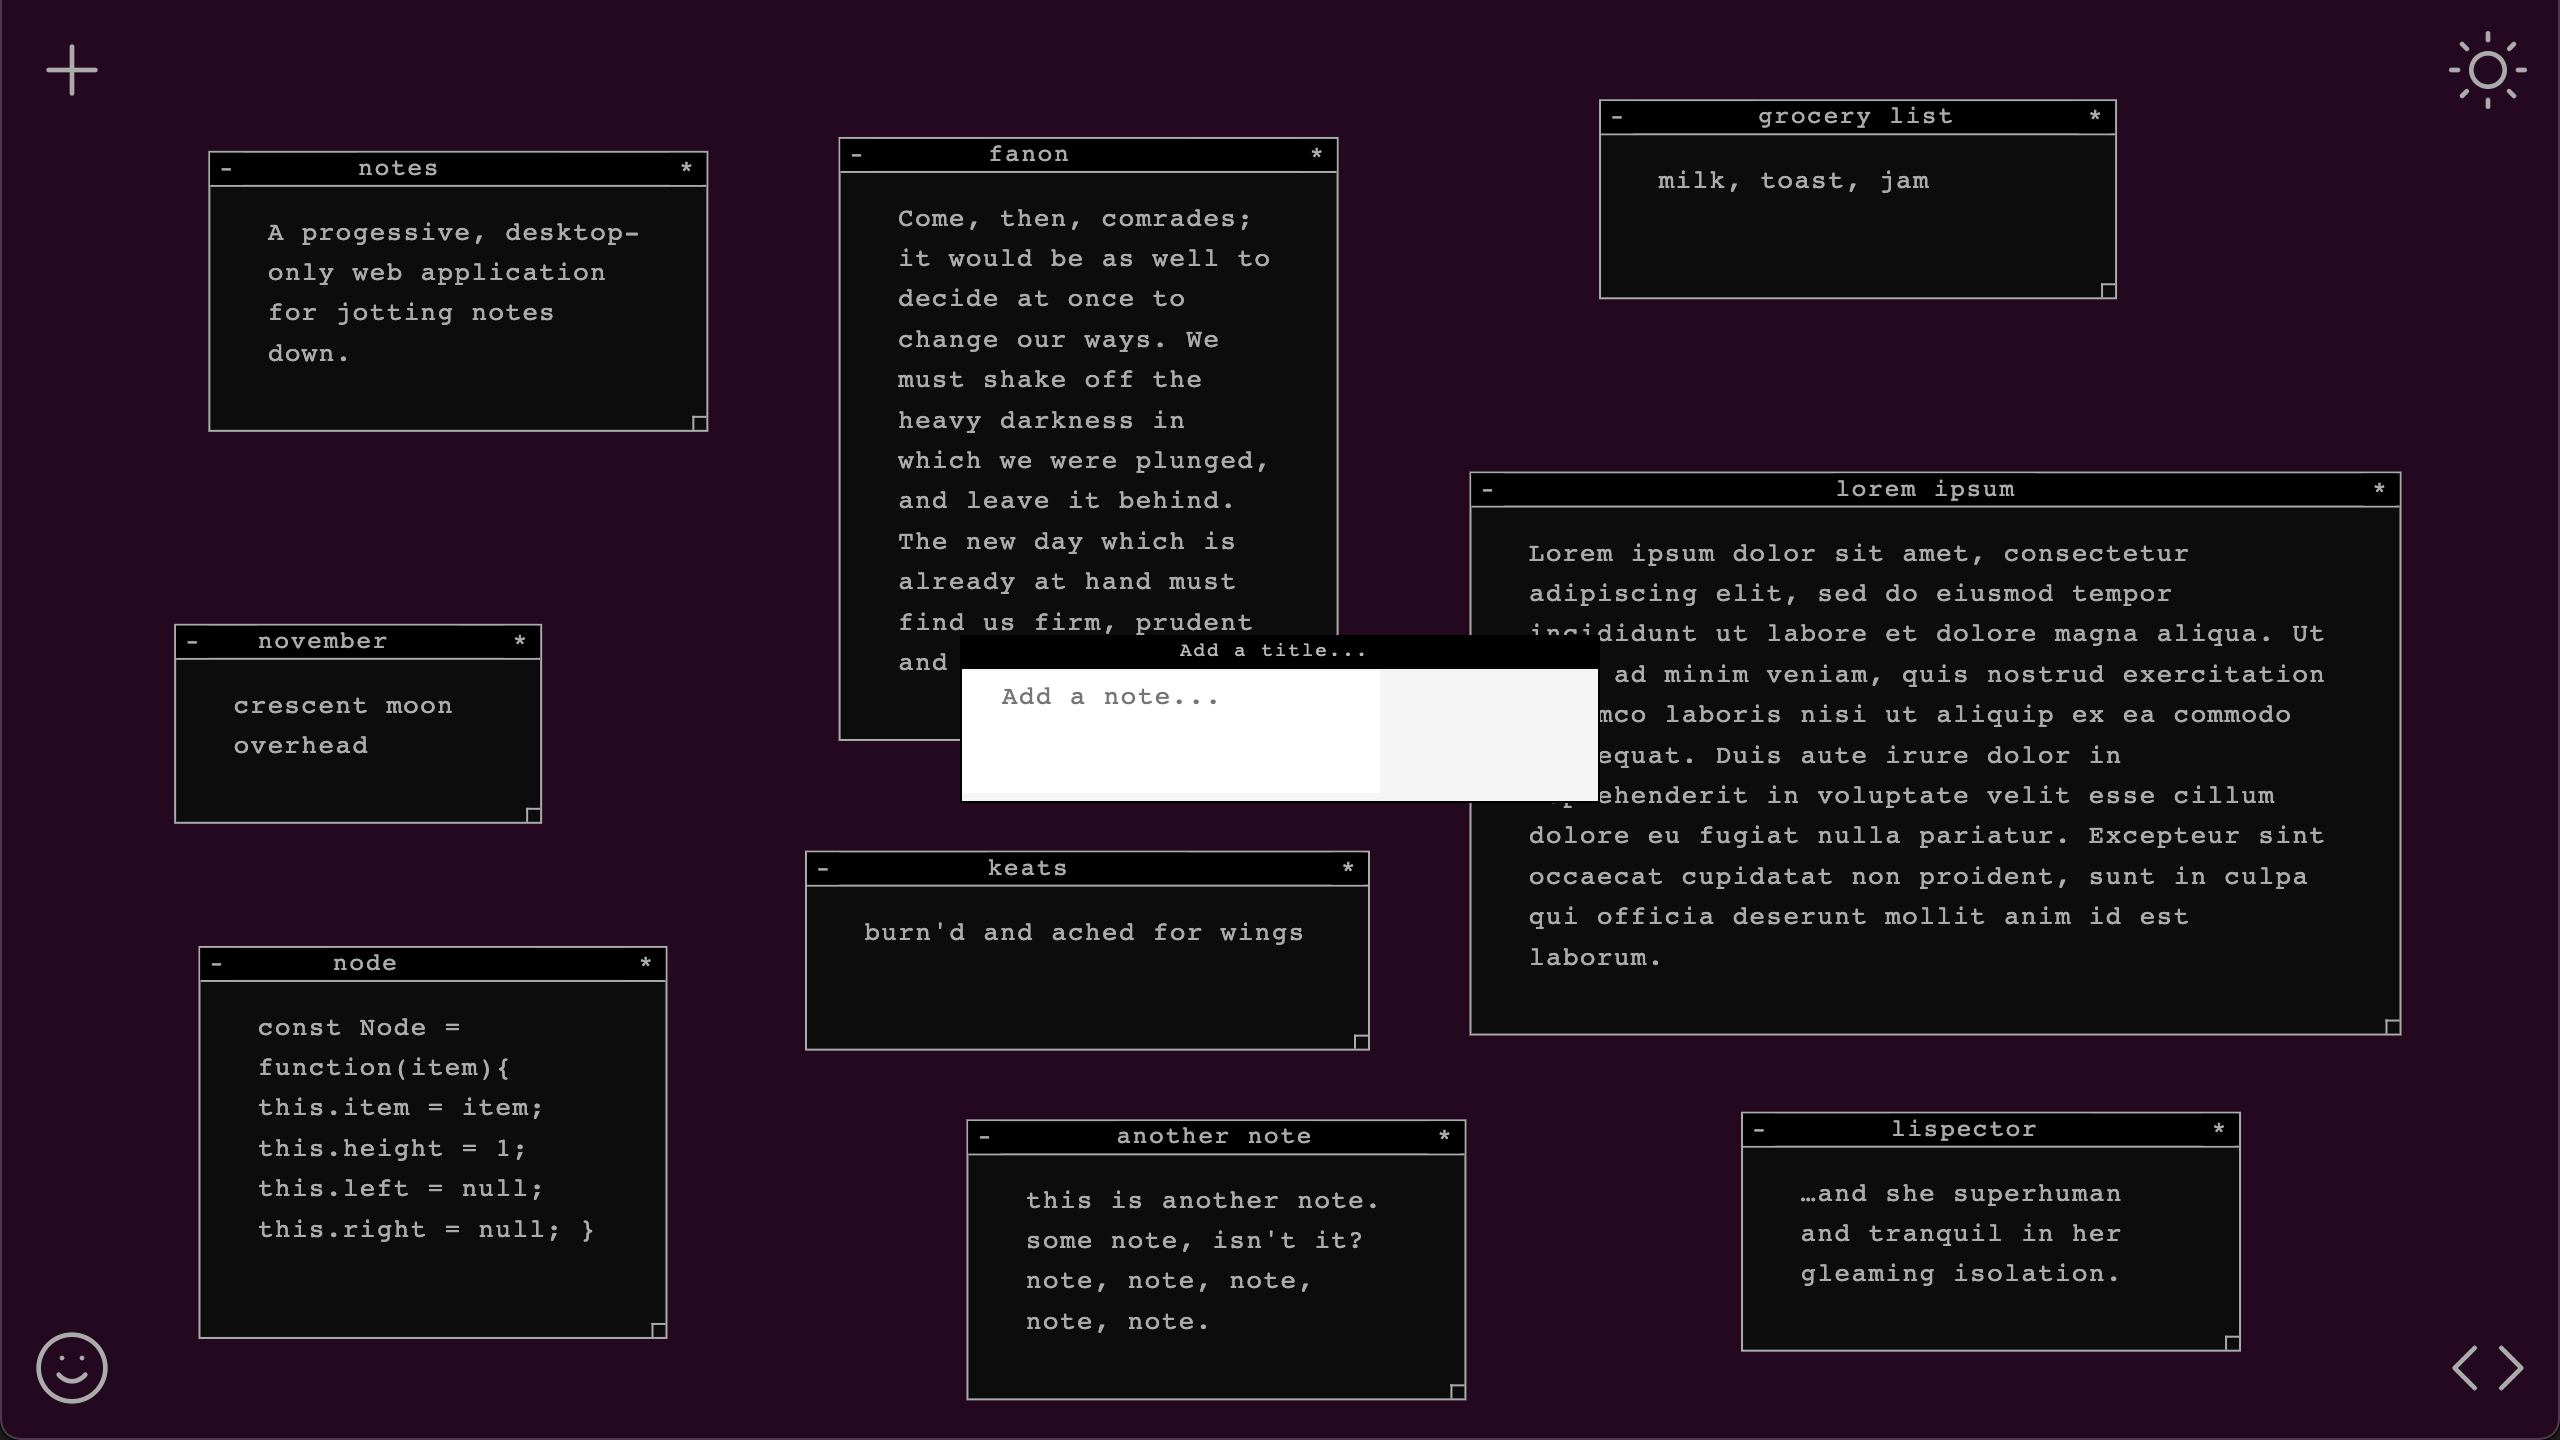 - notes *
A progessive, desktop-
only web application
for jotting notes
down.
- fanon *
Come, then, comrades;
it would be as well to
decide at once to
change our ways. We
must shake off the
heavy darkness in
which we were plunged,
and leave it behind.
The new day which is
already at hand must
find us firm, prudent
and
- grocery list *
milk, toast, jam
- lorem ipsum *
Lorem ipsum dolor sit amet, consectetur
adipiscing elit, sed do eiusmod tempor
incididunt ut labore et dolore magna aliqua. Ut
ad minim veniam, quis nostrud exercitation
laboris nisi ut aliquip ex ea commodo
Duis aute irure dolor in
in voluptate velit esse cillum
dolore eu fugiat nulla pariatur. Excepteur sint
occaecat cupidatat non proident, sunt in culpa
qui officia deserunt mollit anim id est
laborum.
Add a title...
Add a note...
- november *
crescent moon
overhead
- keats *
burn'd and ached for wings
- node *
const Node =
function(item){
this.item = item;
this.height = 1;
this.left = null;
this.right = null; }
- another note *
this is another note.
some note, isn't it?
note, note, note,
note, note.
- lispector *
…and she superhuman
and tranquil in her
gleaming isolation.